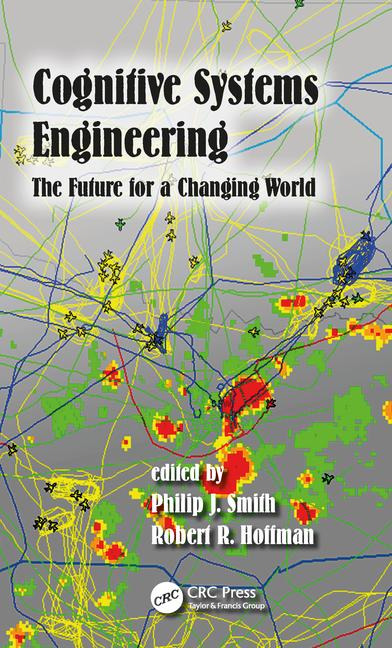 Cognitive Systems
Engineering
The Future for a Changing World
edited by
Philip J. Smith
Robert R. Hoffman
CRC
CRC Press
Taylor & Francis Group